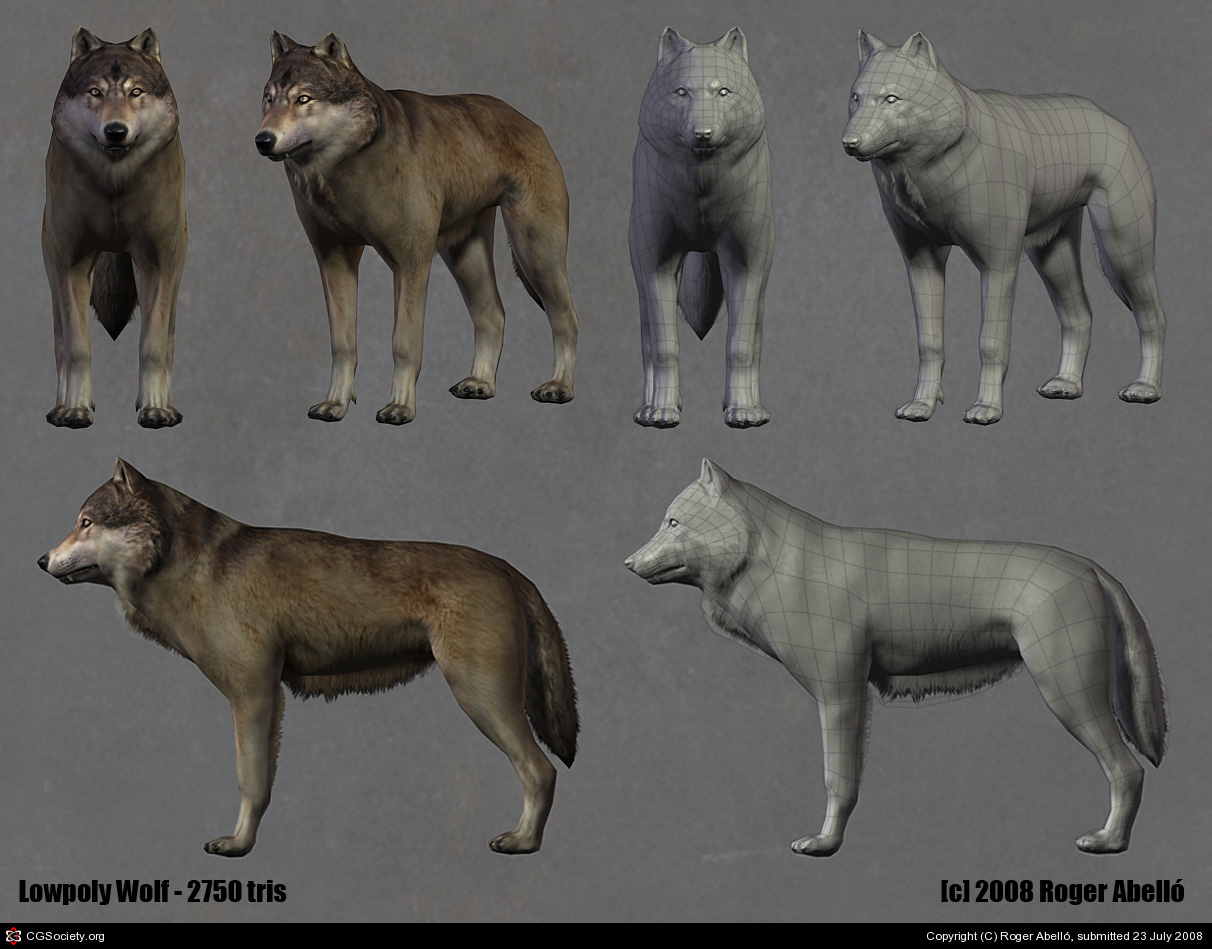 Lowpoly Wolf - 2750 tris
[c] 2008 Roger Abelló
CGSociety.org
Copyright (C) Roger Abelló, submitted 23 July 2008